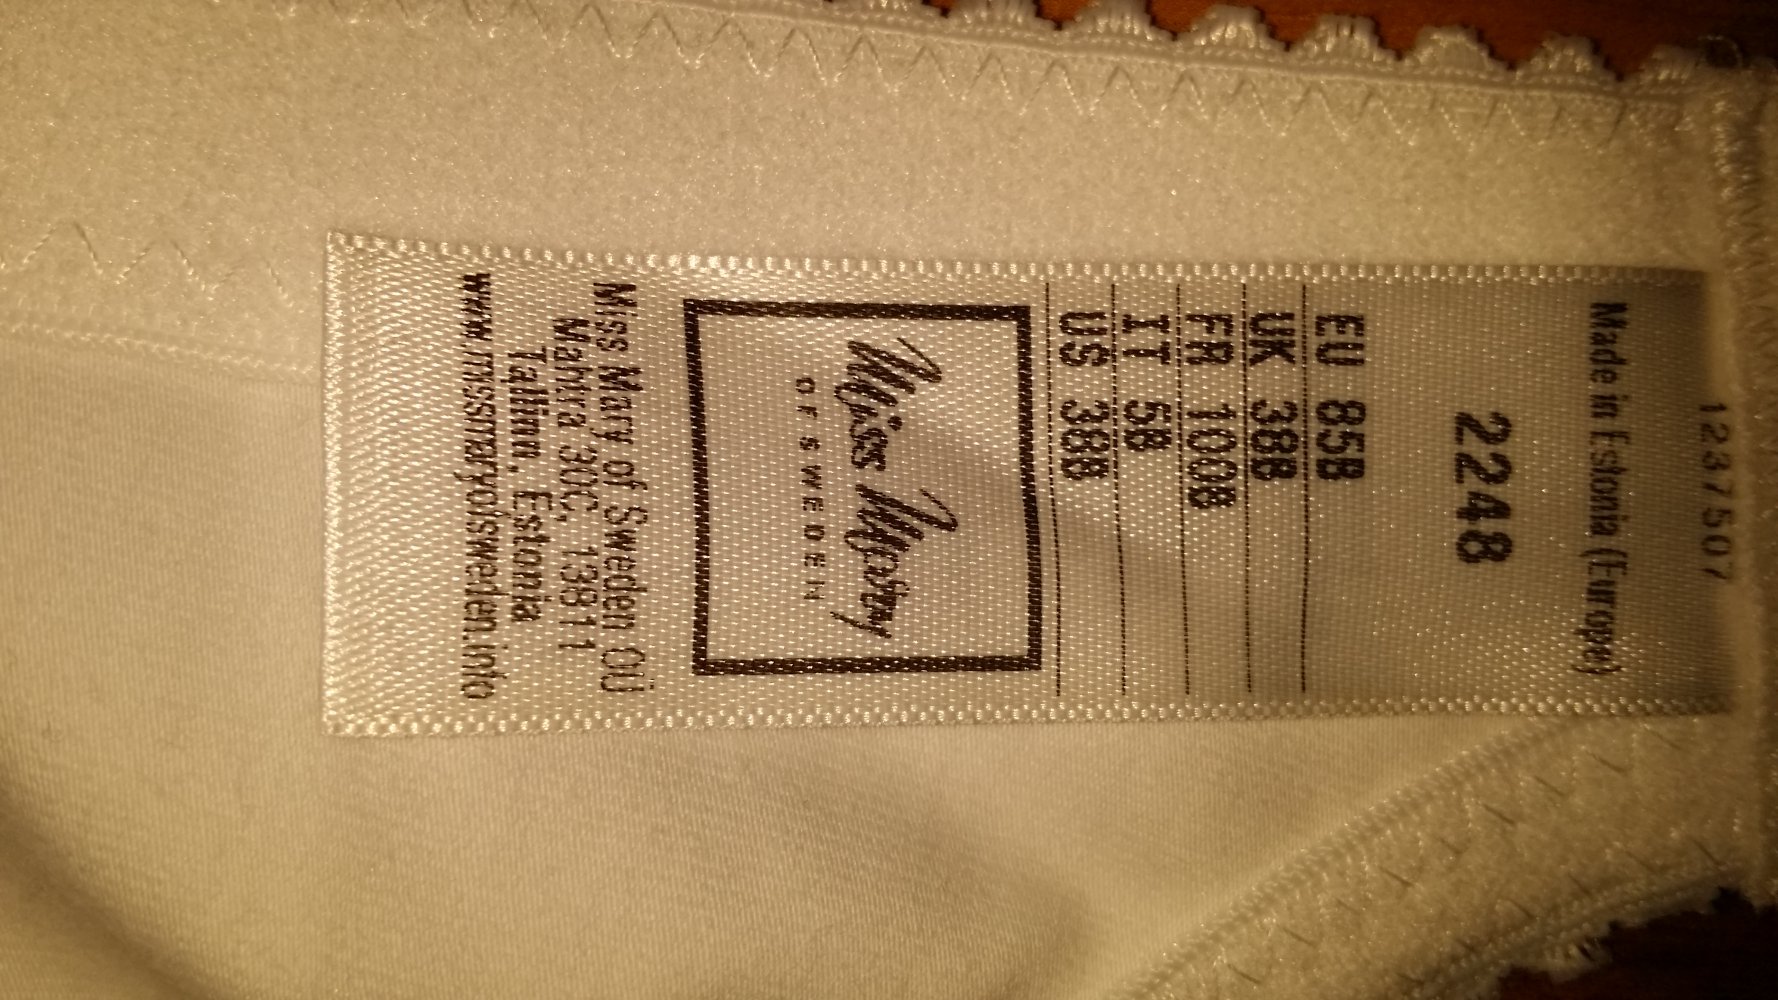 1237507
Made in Estonia (Europe)
2248
EU 85B
UK 38B
FR 100B
IT 5B
US 38B
Miss Mary
OF SWEDEN
Miss Mary of Sweden OÜ
Mahtra 30C, 13811
Tallinn, Estonia
www.missmaryofsweden.info